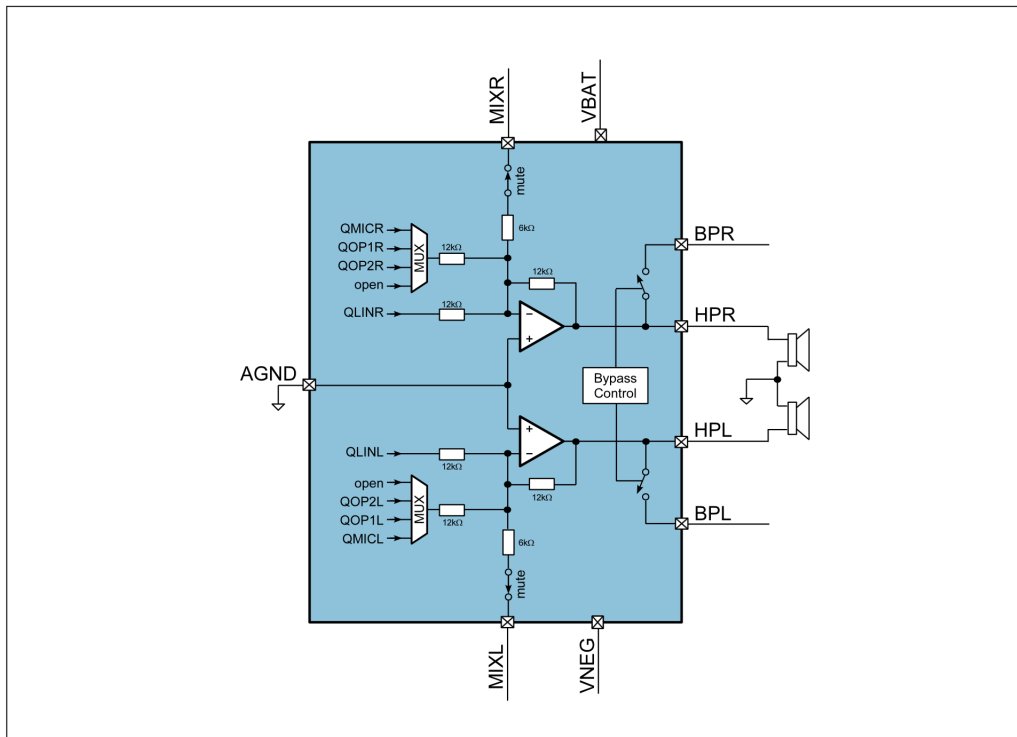 MIXR
VBAT
mute
6kΩ
QMICR
QOP1R
QOP2R
open
MUX
12kΩ
12kΩ
QLINR
12kΩ
BPR
HPR
AGND
Bypass
Control
HPL
QLINL
12kΩ
open
QOP2L
QOP1L
QMICL
MUX
12kΩ
12kΩ
BPL
6kΩ
mute
MIXL
VNEG
−
+
+
−